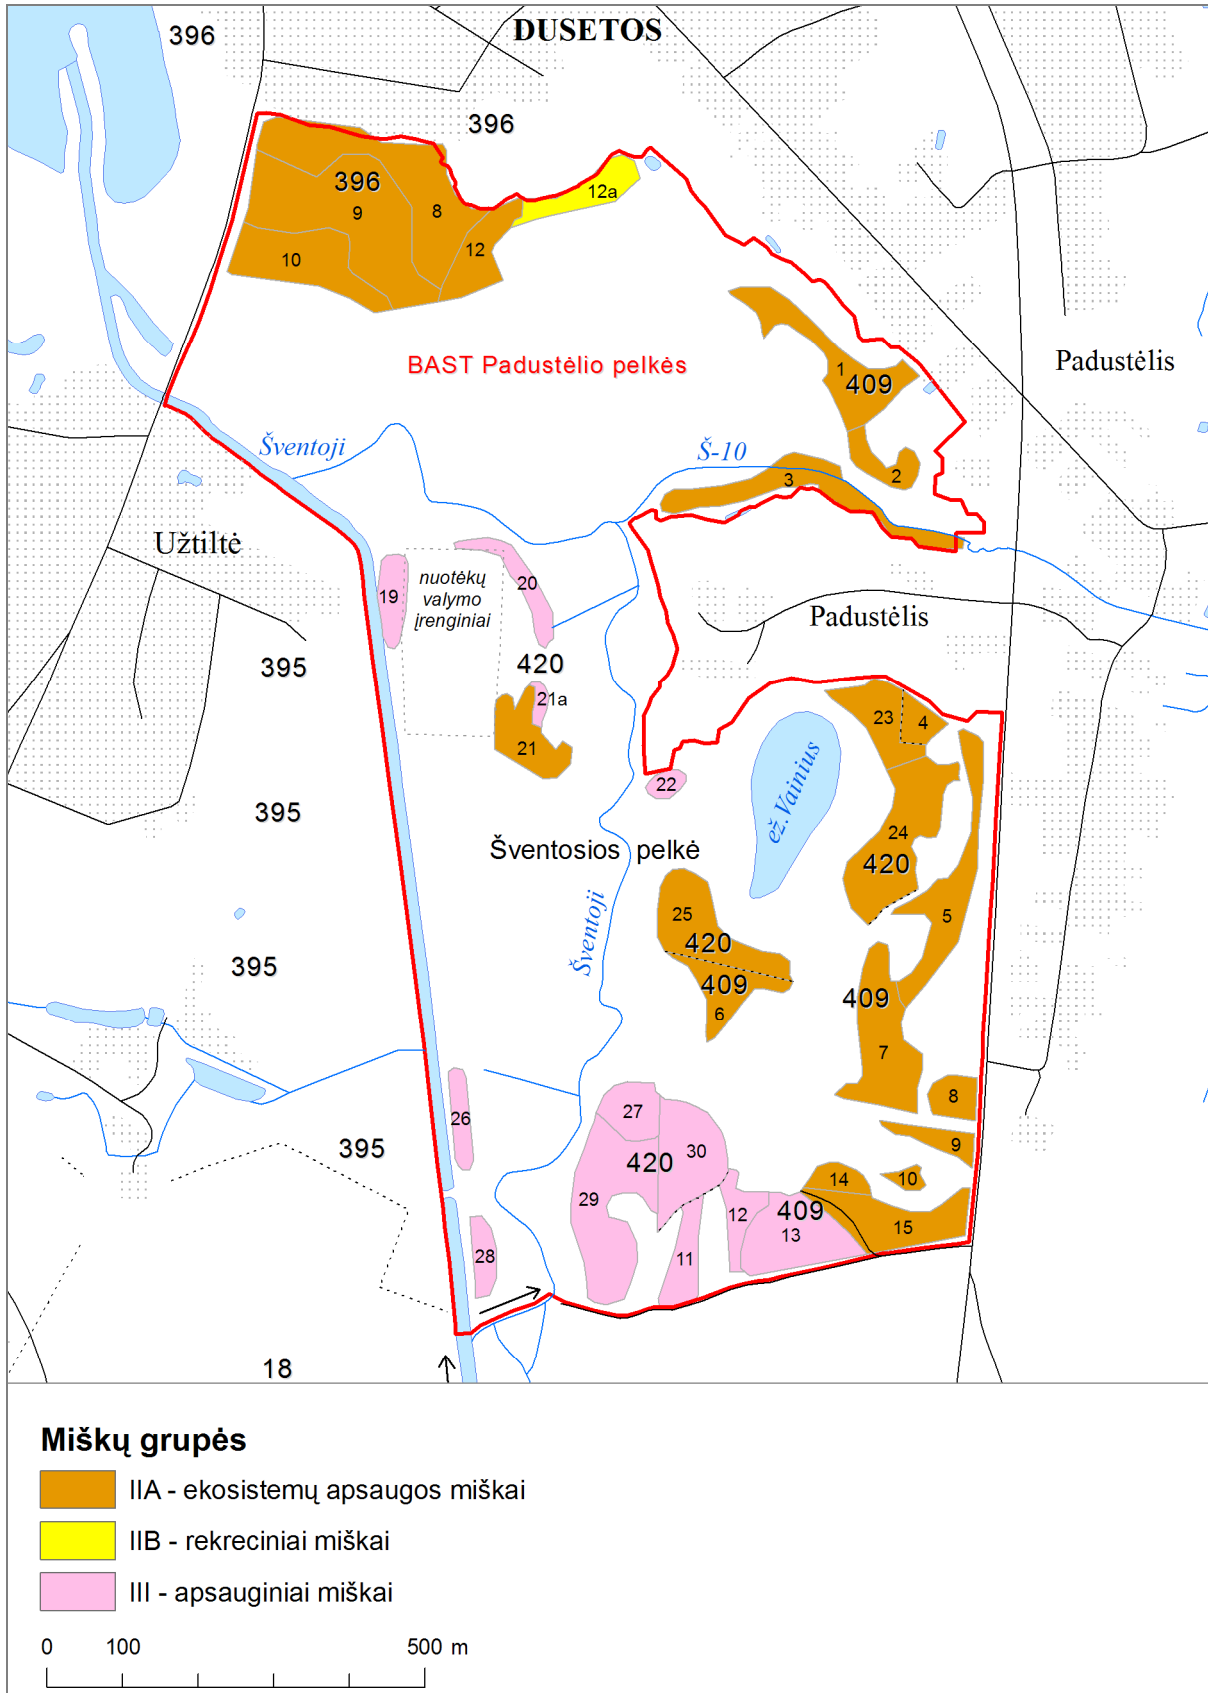 DUSETOS
396
396
396
12a
9
8
12
10
BAST Padustėlio pelkės
Padustėlis
1
409
Šventoji
Š-10
3
2
Užtiltė
nuotėkų
valymo
įrenginiai
19
20
Padustėlis
395
420
21a
21
23
4
22
ež.Vainius
395
24
Šventosios pelkė
420
25
5
420
Šventoji
395
409
409
6
7
8
26
27
395
30
9
420
10
14
29
12
409
15
13
28
11
18
Miškų grupės
IIA - ekosistemų apsaugos miškai
IIB - rekreciniai miškai
III - apsauginiai miškai
0 100 500 m